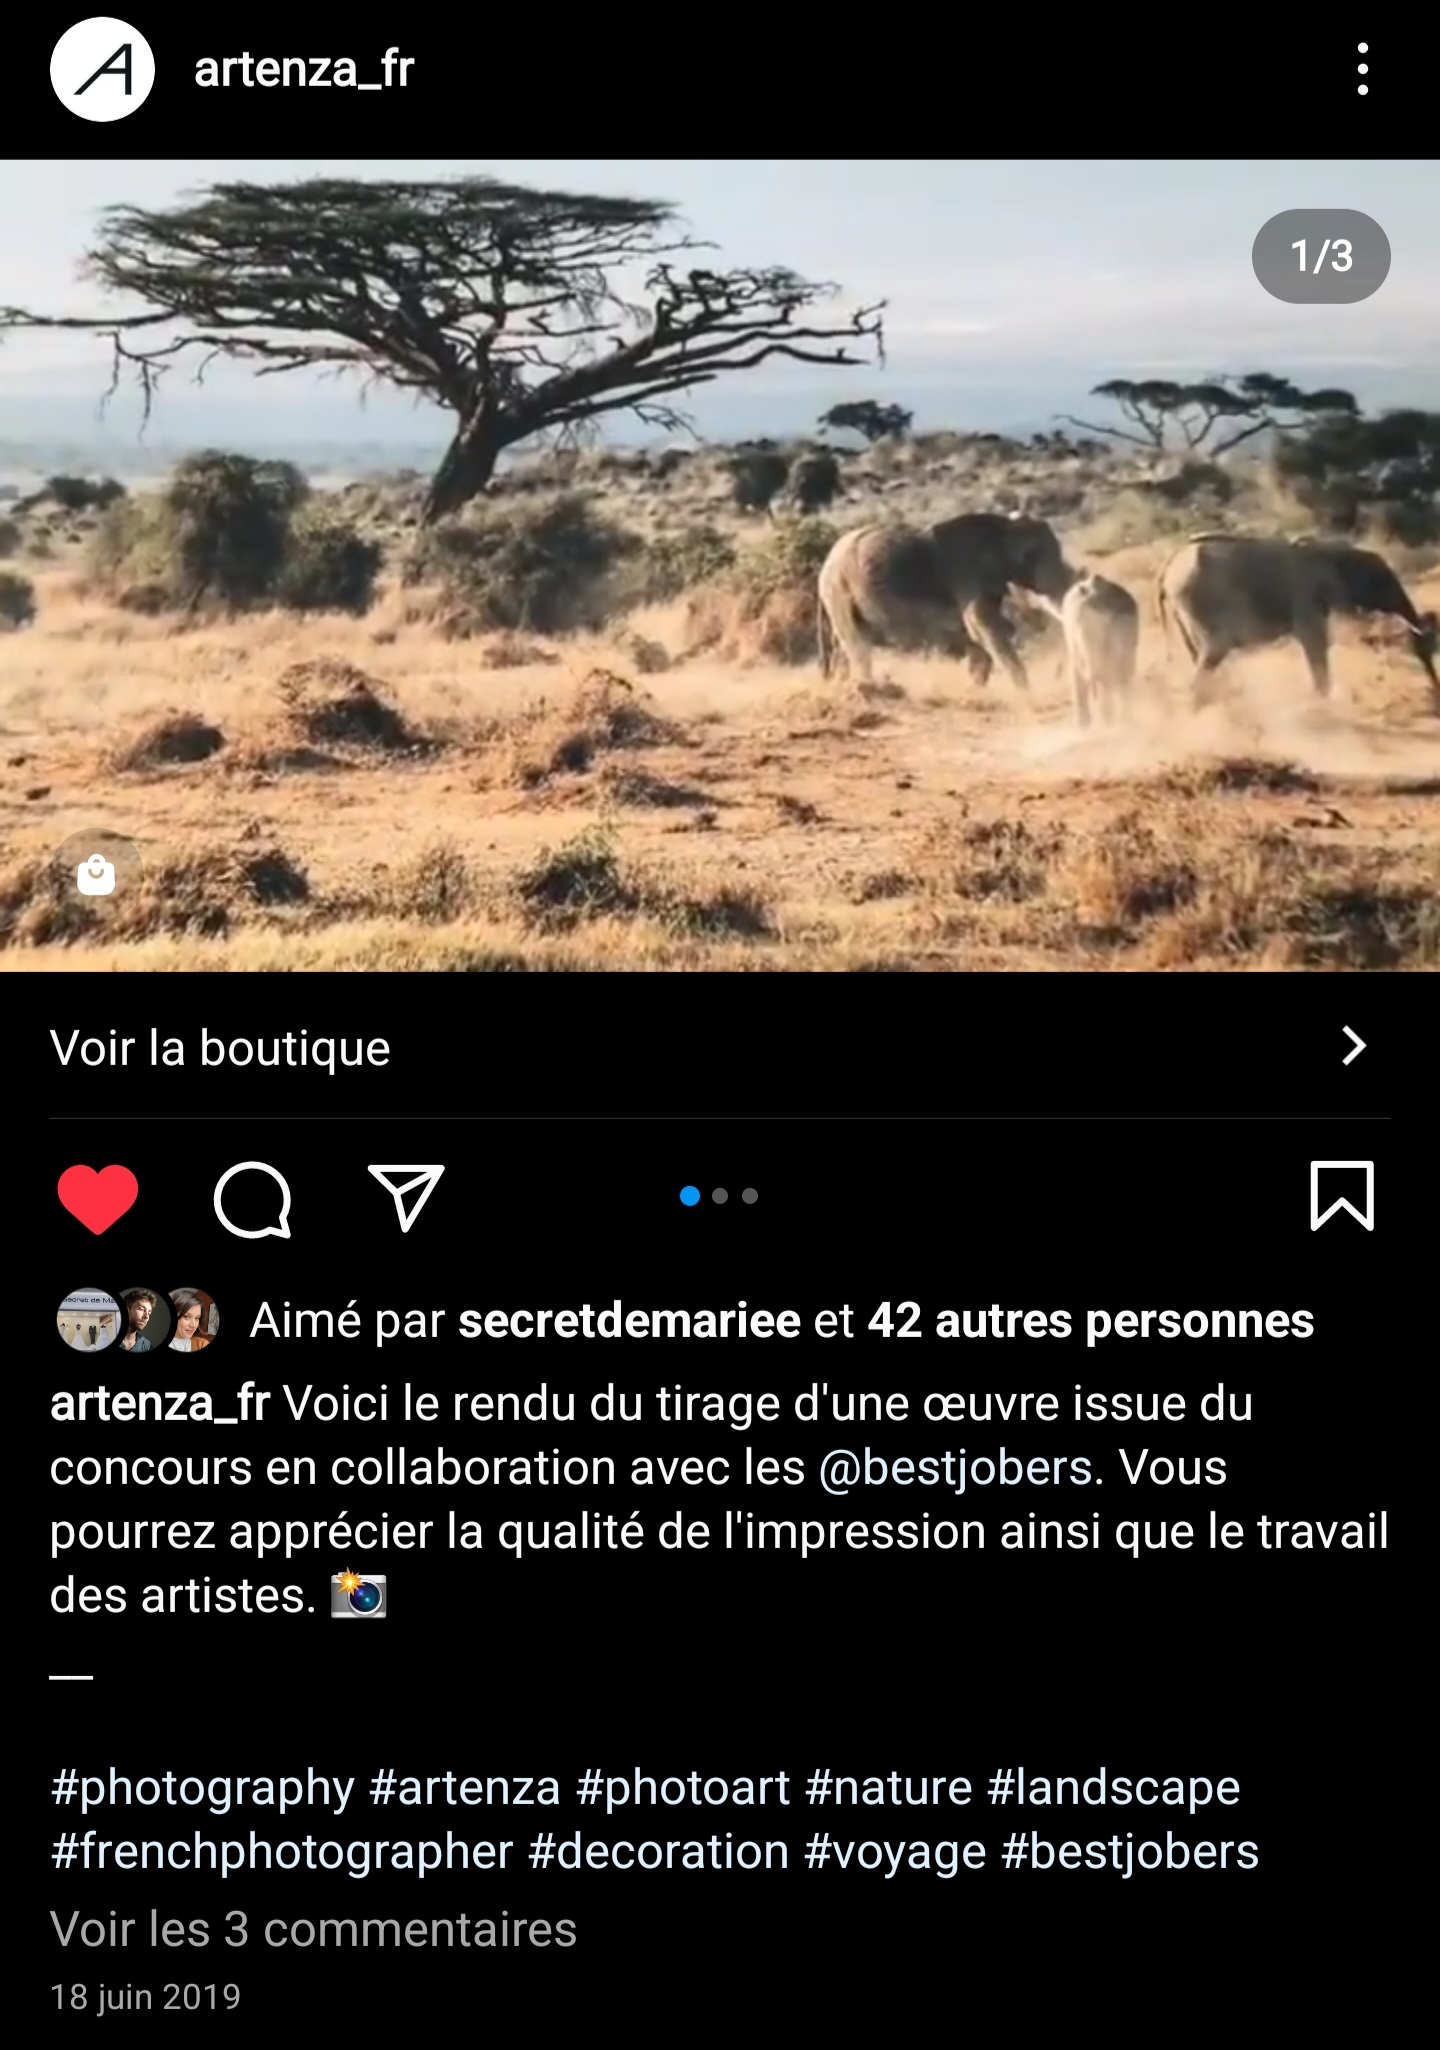 artenza_fr
1/3
Voir la boutique
Aimé par secretdemariee et 42 autres personnes
artenza_fr Voici le rendu du tirage d'une œuvre issue du
concours en collaboration avec les @bestjobers. Vous
pourrez apprécier la qualité de l'impression ainsi que le travail
des artistes. 📸
__
#photography #artenza #photoart #nature #landscape
#frenchphotographer #decoration #voyage #bestjobers
Voir les 3 commentaires
18 juin 2019